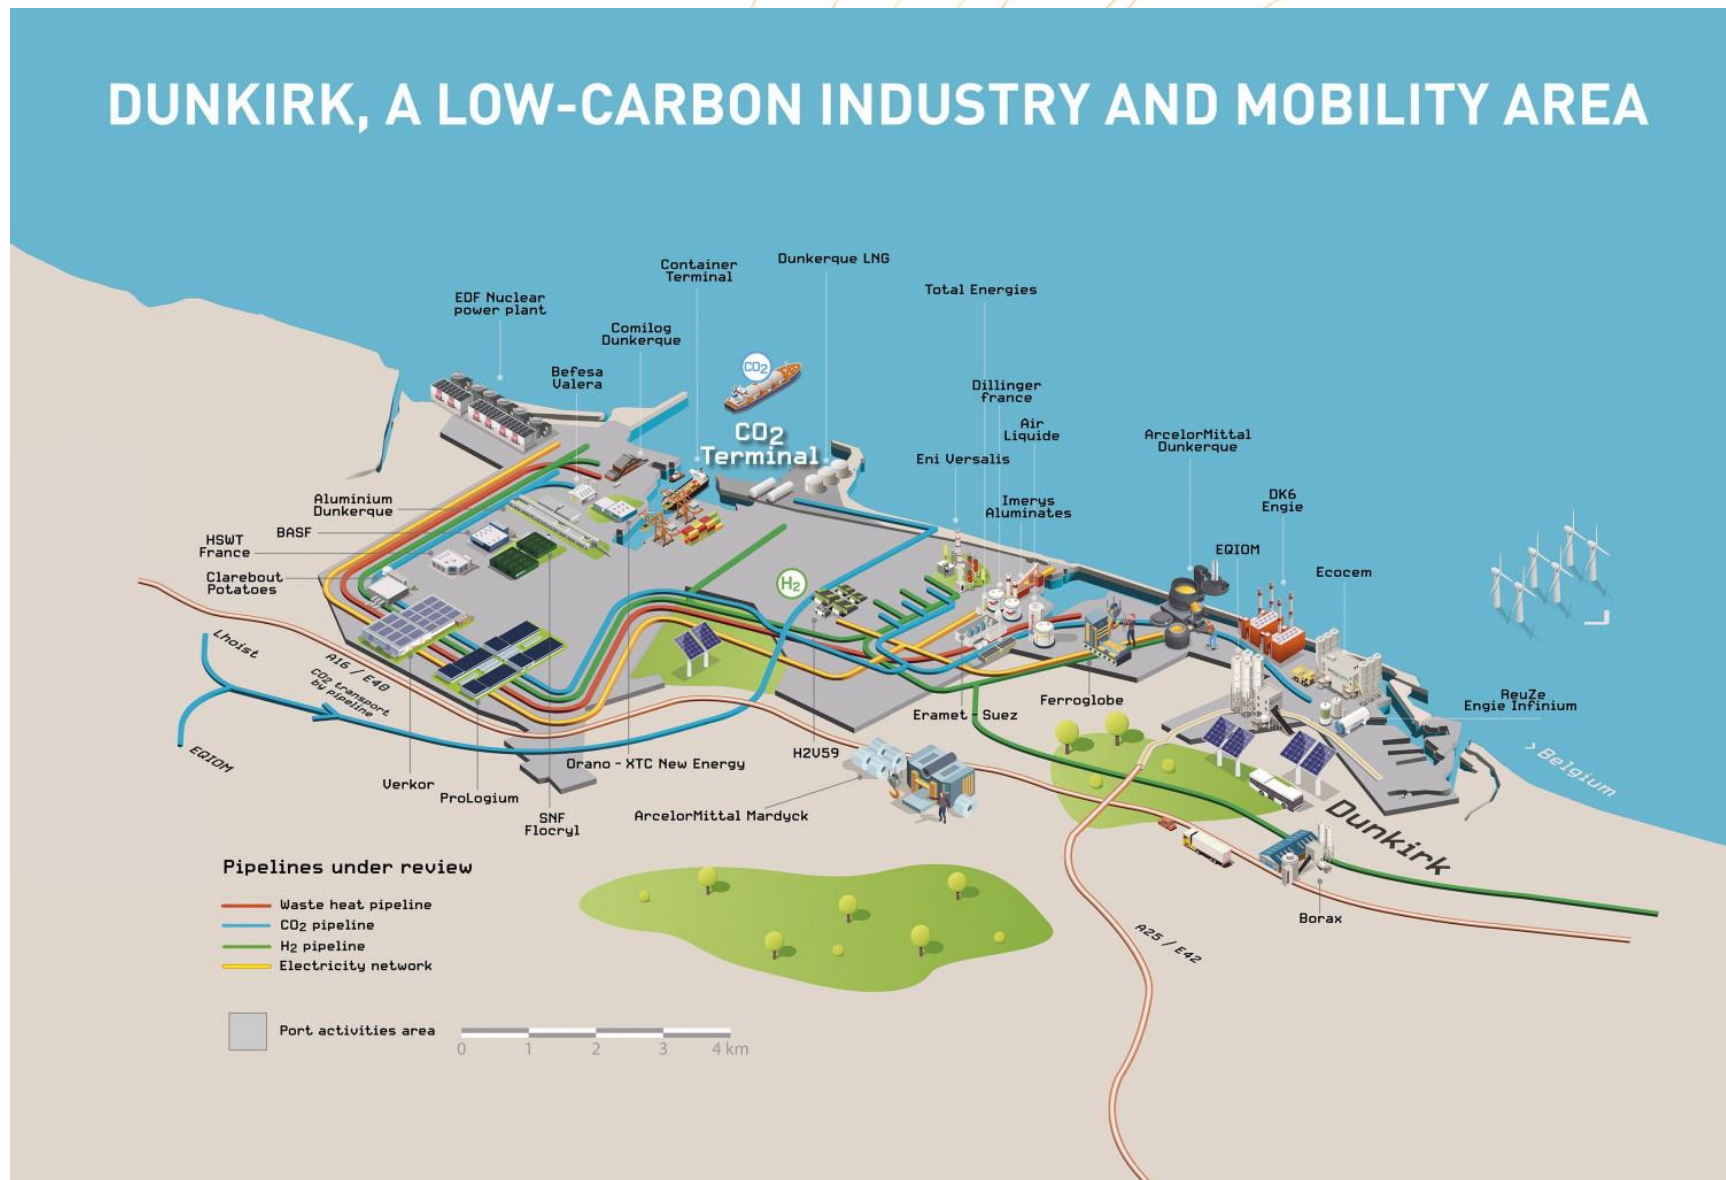 DUNKIRK, A LOW-CARBON INDUSTRY AND MOBILITY AREA
Dunkerque LNG
Container
Terminal
Total Energies
EDF Nuclear
power plant
Comilog
Dunkerque
Befesa
Valera
CO2
CO2
Terminal
Dillinger
france
Air
Liquide
ArcelorMittal
Dunkerque
Eni Versalis
Aluminium
Dunkerque
Imerys
Aluminates
DK6
Engie
BASF
HSWT
France
EQIOM
Clarebout
Potatoes
H2
Ecocem
Lhoist
A16 / E40
CO2 transport
by pipeline
EQIOM
Ferroglobe
ReuZe
Engie Infinium
Eramet - Suez
H2V59
Orano - XTC New Energy
> Belgium
Verkor
ProLogium
SNF
Flocryl
ArcelorMittal Mardyck
Dunkirk
Borax
A25 / E42
Pipelines under review
Waste heat pipeline
CO2 pipeline
H2 pipeline
Electricity network
Port activities area
0 1 2 3 4 km